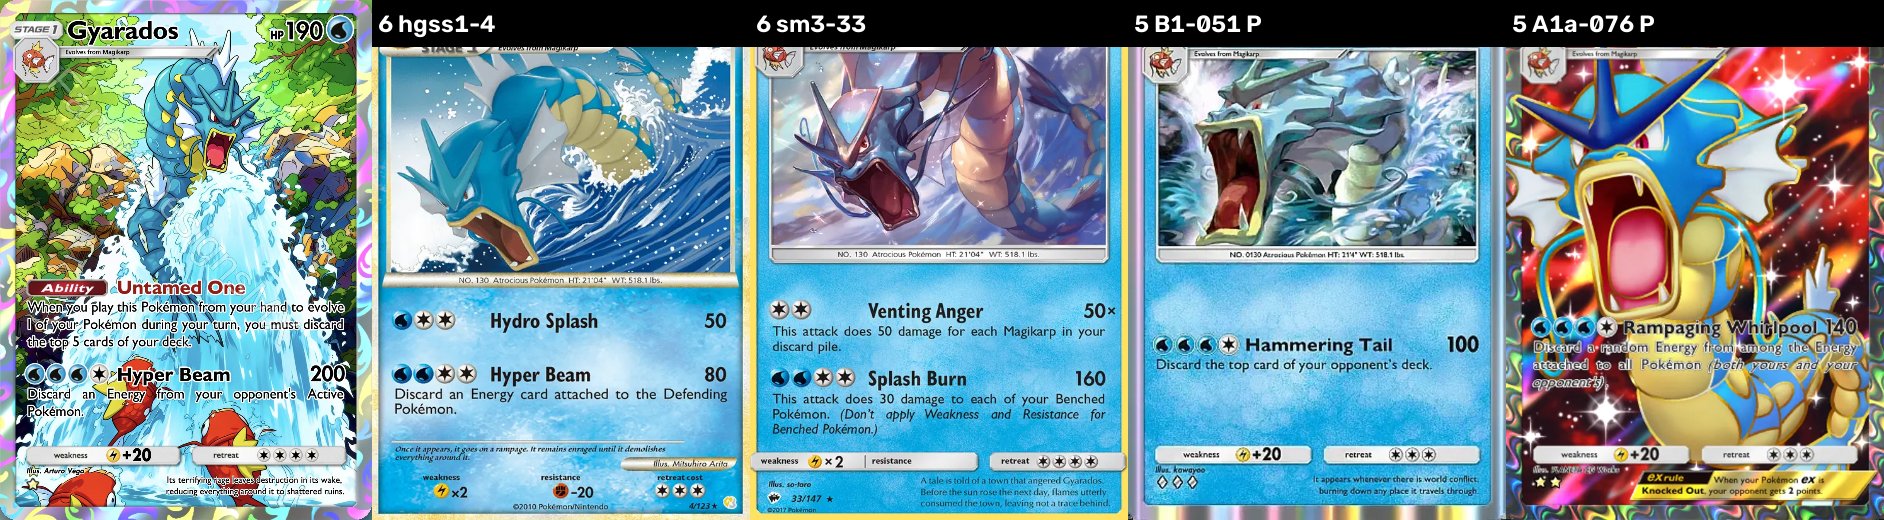 STAGE 1
Gyarados
HP 190
Evolves from Magikarp
Ability
Untamed One
When you play this Pokémon from your hand to evolve
1 of your Pokémon during your turn, you must discard
the top 5 cards of your deck.
Hyper Beam
200
Discard an Energy from your opponent's Active
Pokémon.
weakness
+20
retreat
Illus. Arturo Vega
Its terrifying rage leaves destruction in its wake,
reducing everything around it to shattered ruins.
6 hgss1-4
STAGE 1
Evolves from Magikarp
NO. 130 Atrocious Pokémon HT: 21'04" WT: 518.1 lbs.
Hydro Splash
50
Hyper Beam
80
Discard an Energy card attached to the Defending
Pokémon.
Once it appears, it goes on a rampage. It remains enraged until it demolishes
everything around it.
Illus. Mitsuhiro Arita
weakness
resistance
retreat cost
×2
-20
©2010 Pokémon/Nintendo
4/123 ★
6 sm3-33
Evolves from Magikarp
NO. 130 Atrocious Pokémon HT: 21'04" WT: 518.1 lbs.
Venting Anger
50×
This attack does 50 damage for each Magikarp in your
discard pile.
Splash Burn
160
This attack does 30 damage to each of your Benched
Pokémon. (Don't apply Weakness and Resistance for
Benched Pokémon.)
weakness
×2
resistance
retreat
Illus. so-taro
33/147 ★
©2017 Pokémon
A tale is told of a town that angered Gyarados.
Before the sun rose the next day, flames utterly
consumed the town, leaving not a trace behind.
5 B1-051 P
Evolves from Magikarp
NO. 0130 Atrocious Pokémon HT: 21'4" WT: 518.1 lbs.
Hammering Tail
100
Discard the top card of your opponent's deck.
weakness
+20
retreat
Illus. kawayoo
It appears whenever there is world conflict,
burning down any place it travels through.
5 A1a-076 P
Evolves from Magikarp
Rampaging Whirlpool 140
Discard a random Energy from among the Energy
attached to all Pokémon (both yours and your
opponent's).
weakness
+20
retreat
Illus. PLANETA Works
ex rule
When your Pokémon ex is
Knocked Out, your opponent gets 2 points.